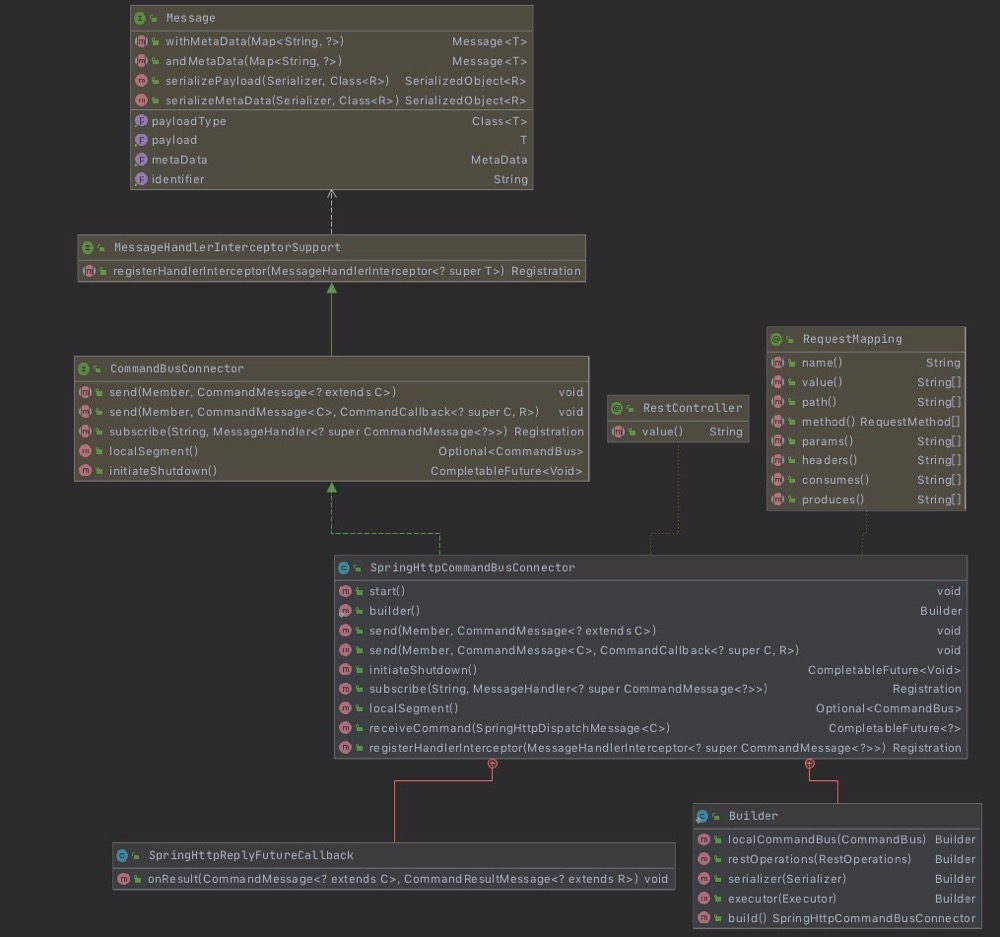 Message
withMetaData(Map<String, ?>) Message<T>
andMetaData(Map<String, ?>) Message<T>
serializePayload(Serializer, Class<R>) SerializedObject<R>
serializeMetaData(Serializer, Class<R>) SerializedObject<R>
payloadType Class<T>
payload T
metaData MetaData
identifier String
MessageHandlerInterceptorSupport
registerHandlerInterceptor(MessageHandlerInterceptor<? super T>) Registration
CommandBusConnector
send(Member, CommandMessage<? extends C>) void
send(Member, CommandMessage<C>, CommandCallback<? super C, R>) void
subscribe(String, MessageHandler<? super CommandMessage<?>>) Registration
localSegment() Optional<CommandBus>
initiateShutdown() CompletableFuture<Void>
RestController
value() String
RequestMapping
name() String
value() String[]
path() String[]
method() RequestMethod[]
params() String[]
headers() String[]
consumes() String[]
produces() String[]
SpringHttpCommandBusConnector
start() void
builder() Builder
send(Member, CommandMessage<? extends C>) void
send(Member, CommandMessage<C>, CommandCallback<? super C, R>) void
initiateShutdown() CompletableFuture<Void>
subscribe(String, MessageHandler<? super CommandMessage<?>>) Registration
localSegment() Optional<CommandBus>
receiveCommand(SpringHttpDispatchMessage<C>) CompletableFuture<?>
registerHandlerInterceptor(MessageHandlerInterceptor<? super CommandMessage<?>>) Registration
SpringHttpReplyFutureCallback
onResult(CommandMessage<? extends C>, CommandResultMessage<? extends R>) void
Builder
localCommandBus(CommandBus) Builder
restOperations(RestOperations) Builder
serializer(Serializer) Builder
executor(Executor) Builder
build() SpringHttpCommandBusConnector